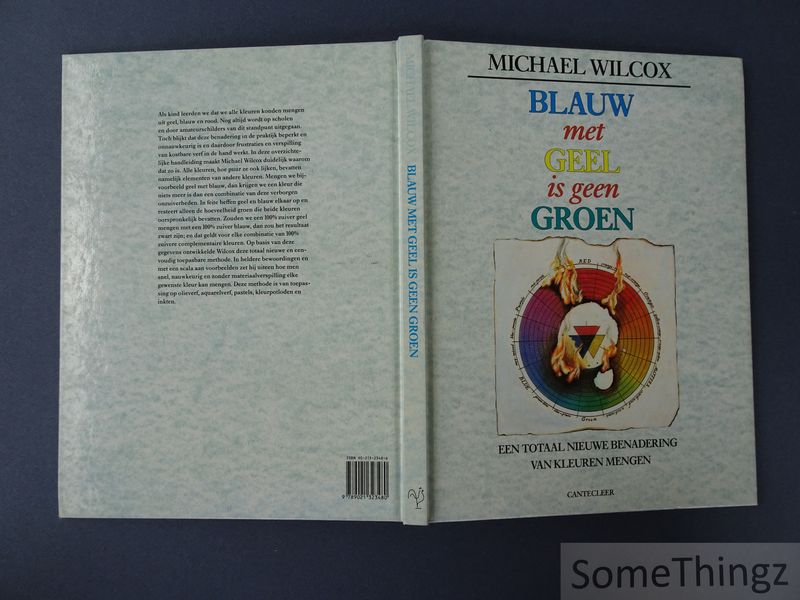 Als kind leerden we dat we alle kleuren konden mengen
uit geel, blauw en rood. Nog altijd wordt op scholen
en door amateurschilders van dit standpunt uitgegaan.
Toch blijkt dat deze benadering in de praktijk beperkt en
onnauwkeurig is en daardoor frustraties en verspilling
van kostbare verf in de hand werkt. In deze overzichte-
lijke handleiding maakt Michael Wilcox duidelijk waarom
dat zo is. Alle kleuren, hoe puur ze ook lijken, bevatten
namelijk elementen van andere kleuren. Mengen we bij-
voorbeeld geel met blauw, dan krijgen we een kleur die
niets meer is dan een combinatie van deze verborgen
onzuiverheden. In feite heffen geel en blauw elkaar op en
resteert alleen de hoeveelheid groen die beide kleuren
oorspronkelijk bevatten. Zouden we een 100% zuiver geel
mengen met een 100% zuiver blauw, dan zou het resultaat
zwart zijn; en dat geldt voor elke combinatie van 100%
zuivere complementaire kleuren. Op basis van deze
gegevens ontwikkelde Wilcox deze totaal nieuwe en een-
voudig toepasbare methode. In heldere bewoordingen en
met een scala aan voorbeelden zet hij uiteen hoe men
snel, nauwkeurig en zonder materiaalverspilling elke
gewenste kleur kan mengen. Deze methode is van toepas-
sing op olieverf, aquarelverf, pastels, kleurpotloden en
inkten.
ISBN 90-213-2348-6
9 789021 323480
MICHAEL WILCOX BLAUW MET GEEL IS GEEN GROEN
MICHAEL WILCOX
BLAUW
met
GEEL
is geen
GROEN
RED
Orange
Green
BLUE
EEN TOTAAL NIEUWE BENADERING
VAN KLEUREN MENGEN
CANTECLEER
SomeThingz